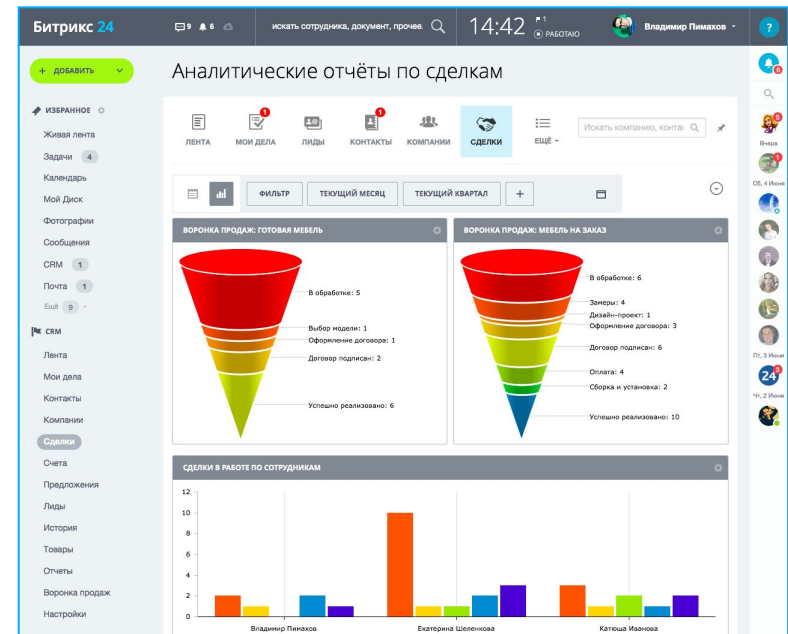 Битрикс 24
9
6
искать сотрудника, документ, прочее.
14:42
1
РАБОТАЮ
Владимир Пимахов
?
+ ДОБАВИТЬ
ИЗБРАННОЕ
Живая лента
Задачи 4
Календарь
Мой Диск
Фотографии
Сообщения
CRM 1
Почта 1
Ещё 9
CRM
Лента
Мои дела
Контакты
Компании
Сделки
Счета
Предложения
Лиды
История
Товары
Отчеты
Воронка продаж
Настройки
Аналитические отчёты по сделкам
1
1
ЛЕНТА
МОИ ДЕЛА
ЛИДЫ
КОНТАКТЫ
КОМПАНИИ
СДЕЛКИ
ЕЩЁ
Искать компанию, контак
ФИЛЬТР
ТЕКУЩИЙ МЕСЯЦ
ТЕКУЩИЙ КВАРТАЛ
+
ВОРОНКА ПРОДАЖ: ГОТОВАЯ МЕБЕЛЬ
В обработке: 5
Выбор модели: 1
Оформление договора: 1
Договор подписан: 2
Успешно реализовано: 6
ВОРОНКА ПРОДАЖ: МЕБЕЛЬ НА ЗАКАЗ
В обработке: 6
Замеры: 4
Дизайн-проект: 1
Оформление договора: 3
Договор подписан: 6
Оплата: 4
Сборка и установка: 2
Успешно реализовано: 10
СДЕЛКИ В РАБОТЕ ПО СОТРУДНИКАМ
12
10
8
6
4
2
0
Владимир Пимахов
Екатерина Шеленкова
Катюша Иванова
6
6
Вчера
1
Сб, 4 Июня
Пт, 3 Июня
24
3
Чт, 2 Июня